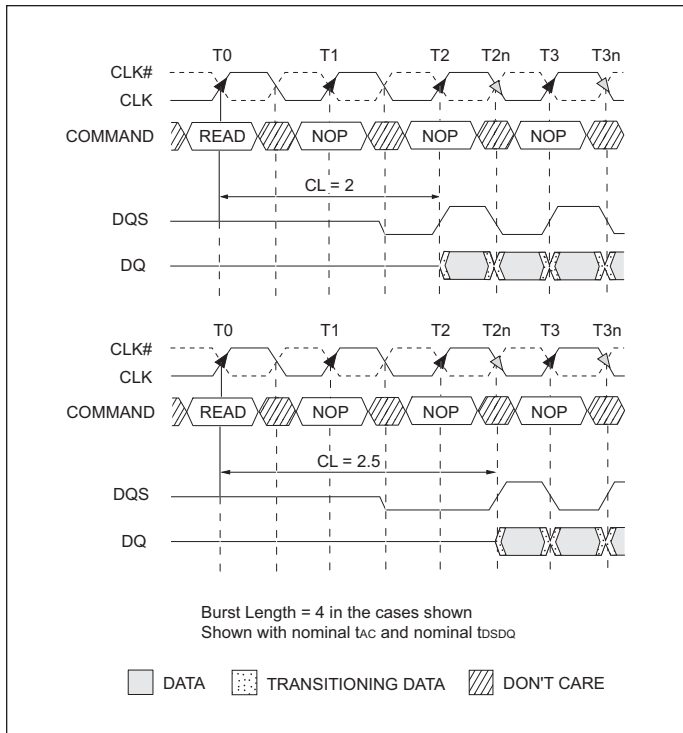 T0 T1 T2 T2n T3 T3n
CLK#
CLK
COMMAND READ NOP NOP NOP
CL = 2
DQS
DQ
T0 T1 T2 T2n T3 T3n
CLK#
CLK
COMMAND READ NOP NOP NOP
CL = 2.5
DQS
DQ
Burst Length = 4 in the cases shown
Shown with nominal tAC and nominal tDSDQ
DATA TRANSITIONING DATA DON'T CARE